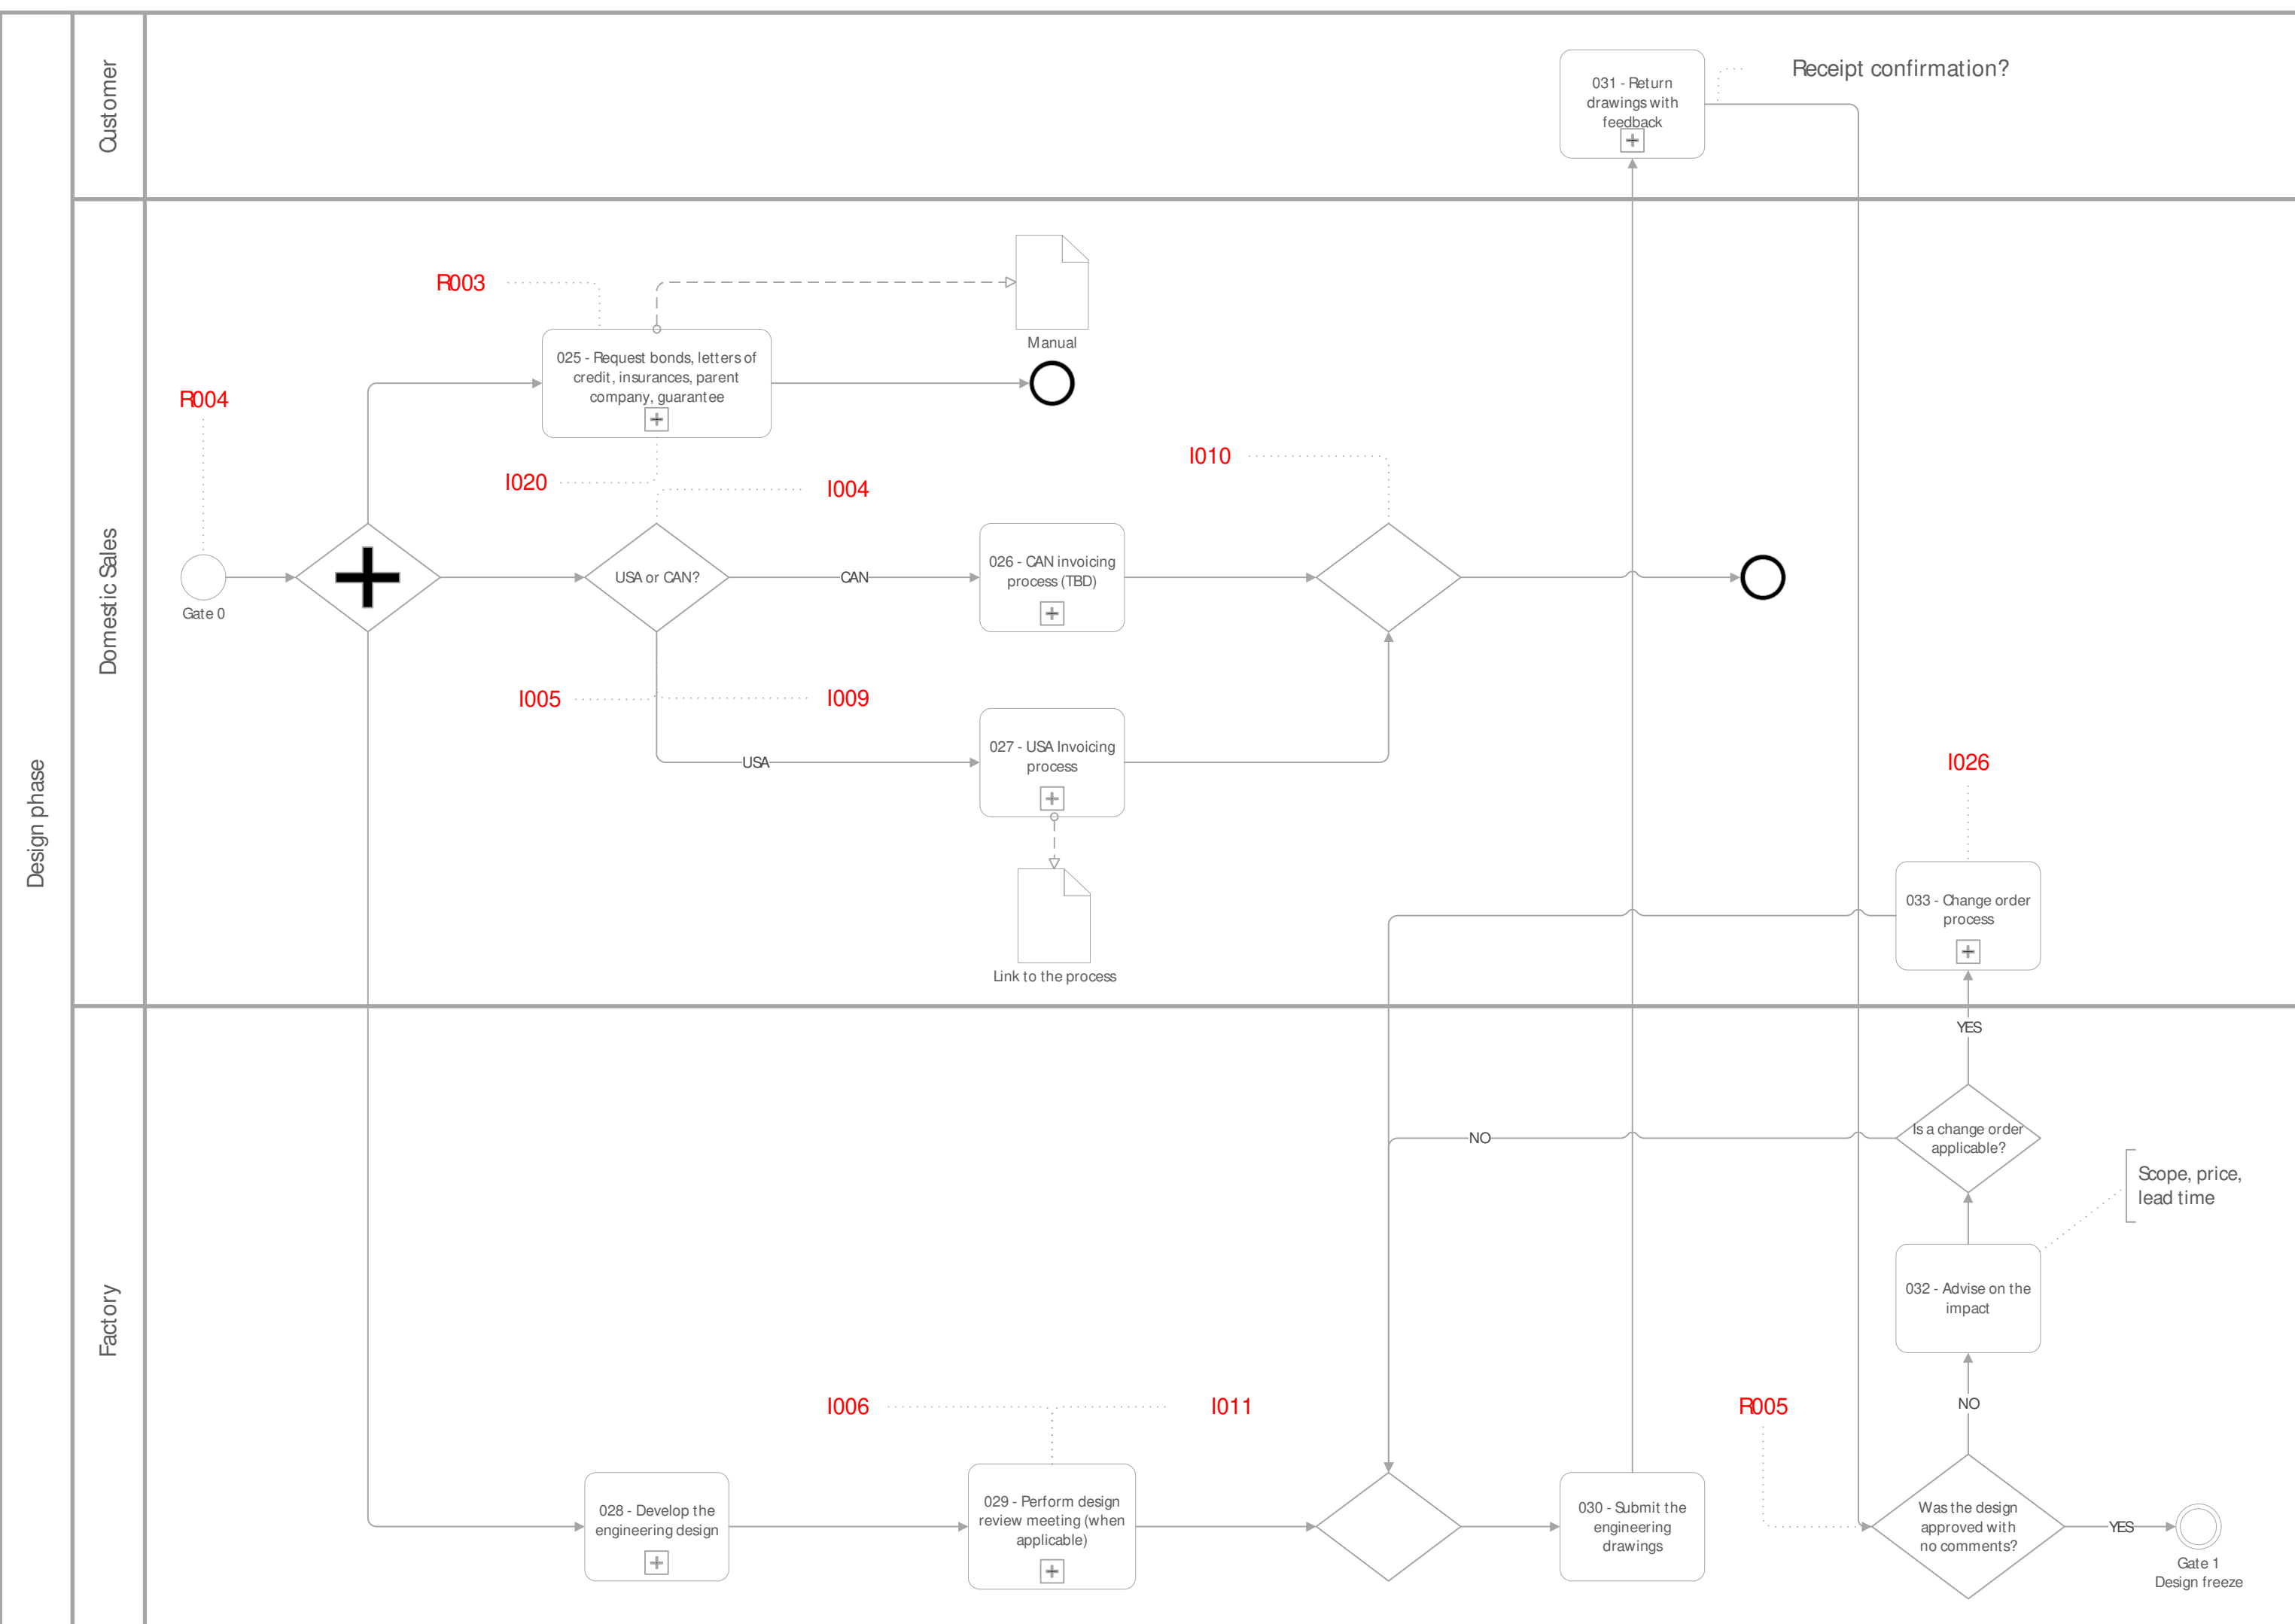 Design phase
Customer
031 - Return
drawings with
feedback
Receipt confirmation?
Domestic Sales
R003
Manual
025 - Request bonds, letters of
credit, insurances, parent
company, guarantee
R004
I020
I004
I010
Gate 0
USA or CAN?
CAN
026 - CAN invoicing
process (TBD)
I005
I009
USA
027 - USA Invoicing
process
Link to the process
I026
033 - Change order
process
Factory
YES
Is a change order
applicable?
NO
Scope, price,
lead time
032 - Advise on the
impact
NO
I006
I011
R005
028 - Develop the
engineering design
029 - Perform design
review meeting (when
applicable)
030 - Submit the
engineering
drawings
Was the design
approved with
no comments?
YES
Gate 1
Design freeze